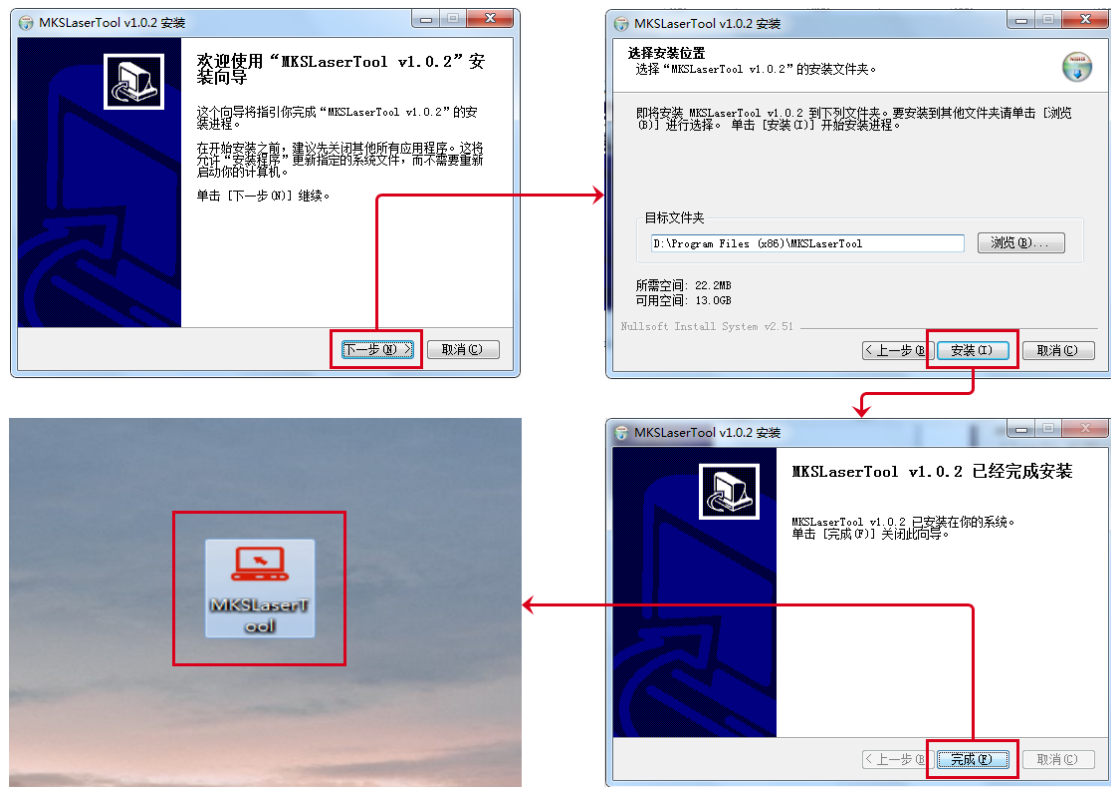 MKSLaserTool v1.0.2 安装
欢迎使用“MKSLaserTool v1.0.2”安
装向导
这个向导将指引你完成“MKSLaserTool v1.0.2”的安
装进程。
在开始安装之前，建议先关闭其他所有应用程序。这将
允许“安装程序”更新指定的系统文件，而不需要重新
启动你的计算机。
单击 [下一步(N)] 继续。
下一步(N) >
取消(C)
MKSLaserTool v1.0.2 安装
选择安装位置
选择“MKSLaserTool v1.0.2”的安装文件夹。
即将安装 MKSLaserTool v1.0.2 到下列文件夹。要安装到其他文件夹请单击 [浏览
(B)] 进行选择。 单击 [安装(I)] 开始安装进程。
目标文件夹
D:\Program Files (x86)\MKSLaserTool
浏览(B)...
所需空间: 22.2MB
可用空间: 13.0GB
Nullsoft Install System v2.51
< 上一步(B
安装(I)
取消(C)
MKSLaserTool v1.0.2 安装
MKSLaserTool v1.0.2 已经完成安装
MKSLaserTool v1.0.2 已安装在你的系统。
单击 [完成(F)] 关闭此向导。
< 上一步(B
完成(F)
取消(C)
MKSLaserT
ool